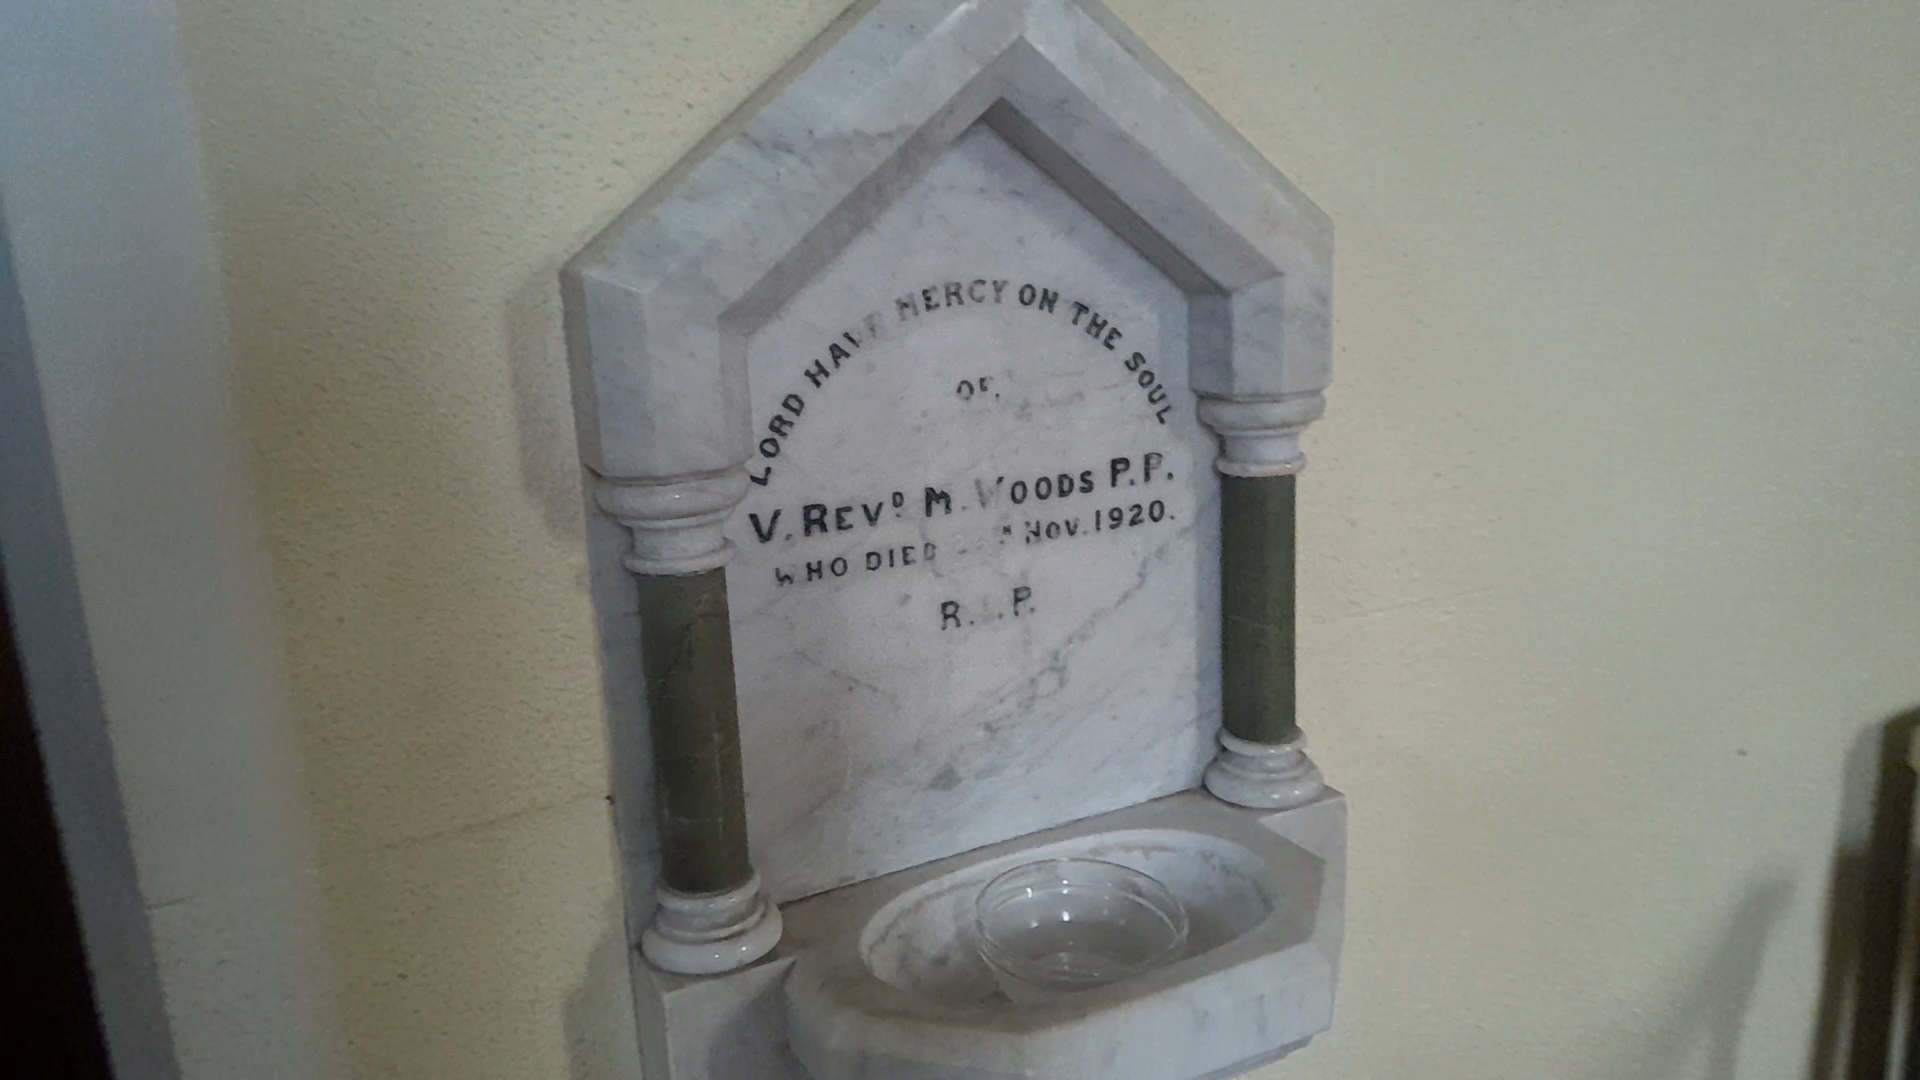 LORD HAVE MERCY ON THE SOUL
OF,
V. REVD. M. WOODS P.P.
WHO DIED NOV. 1920.
R.I.P.